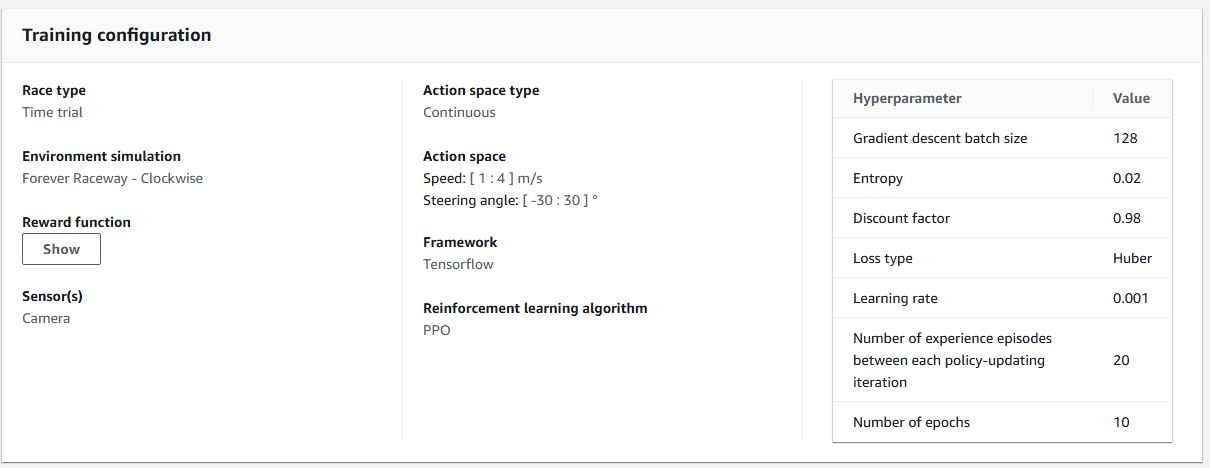 Training configuration
Race type
Time trial
Environment simulation
Forever Raceway - Clockwise
Reward function
Show
Sensor(s)
Camera
Action space type
Continuous
Action space
Speed: [ 1 : 4 ] m/s
Steering angle: [ -30 : 30 ] °
Framework
Tensorflow
Reinforcement learning algorithm
PPO
Hyperparameter Value
Gradient descent batch size 128
Entropy 0.02
Discount factor 0.98
Loss type Huber
Learning rate 0.001
Number of experience episodes
between each policy-updating 20
iteration
Number of epochs 10